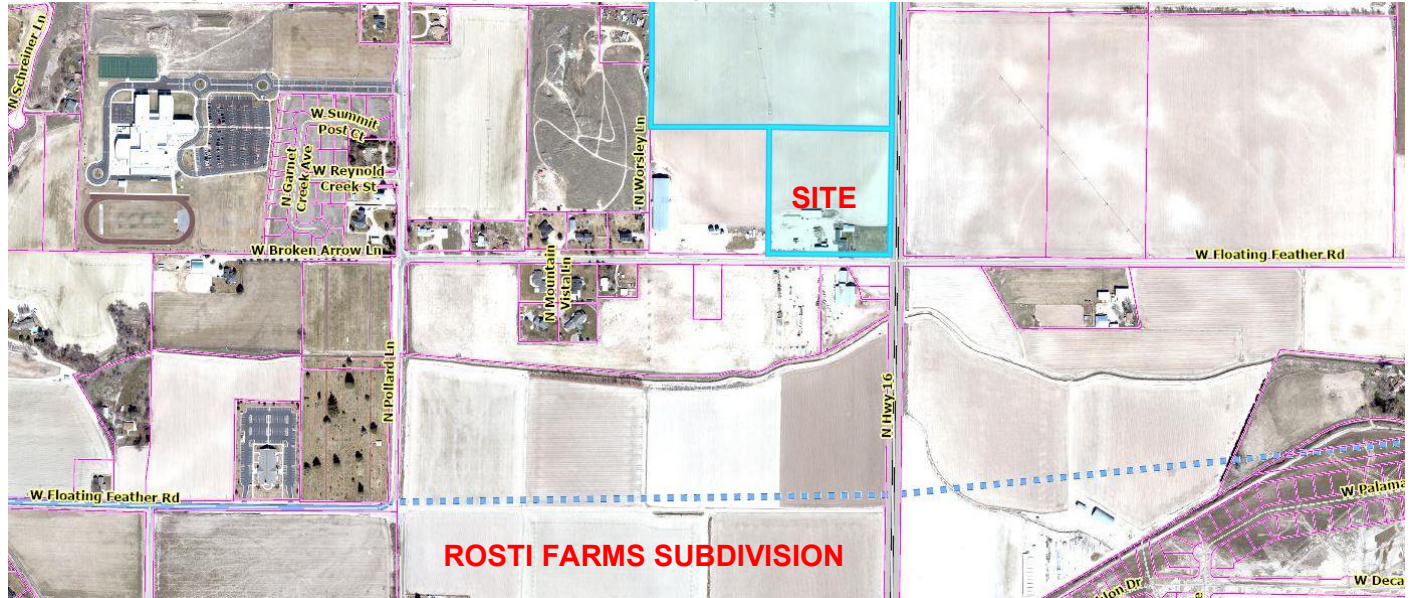 N Schreiner Ln
W Summit
Post Ct
N Garnet
Creek Ave
W Reynold
Creek St
N Worsley Ln
SITE
W Broken Arrow Ln
N Mountain
Vista Ln
W Floating Feather Rd
N Pollard Ln
N Hwy 16
W Floating Feather Rd
W Palama
ROSTI FARMS SUBDIVISION
W Deca